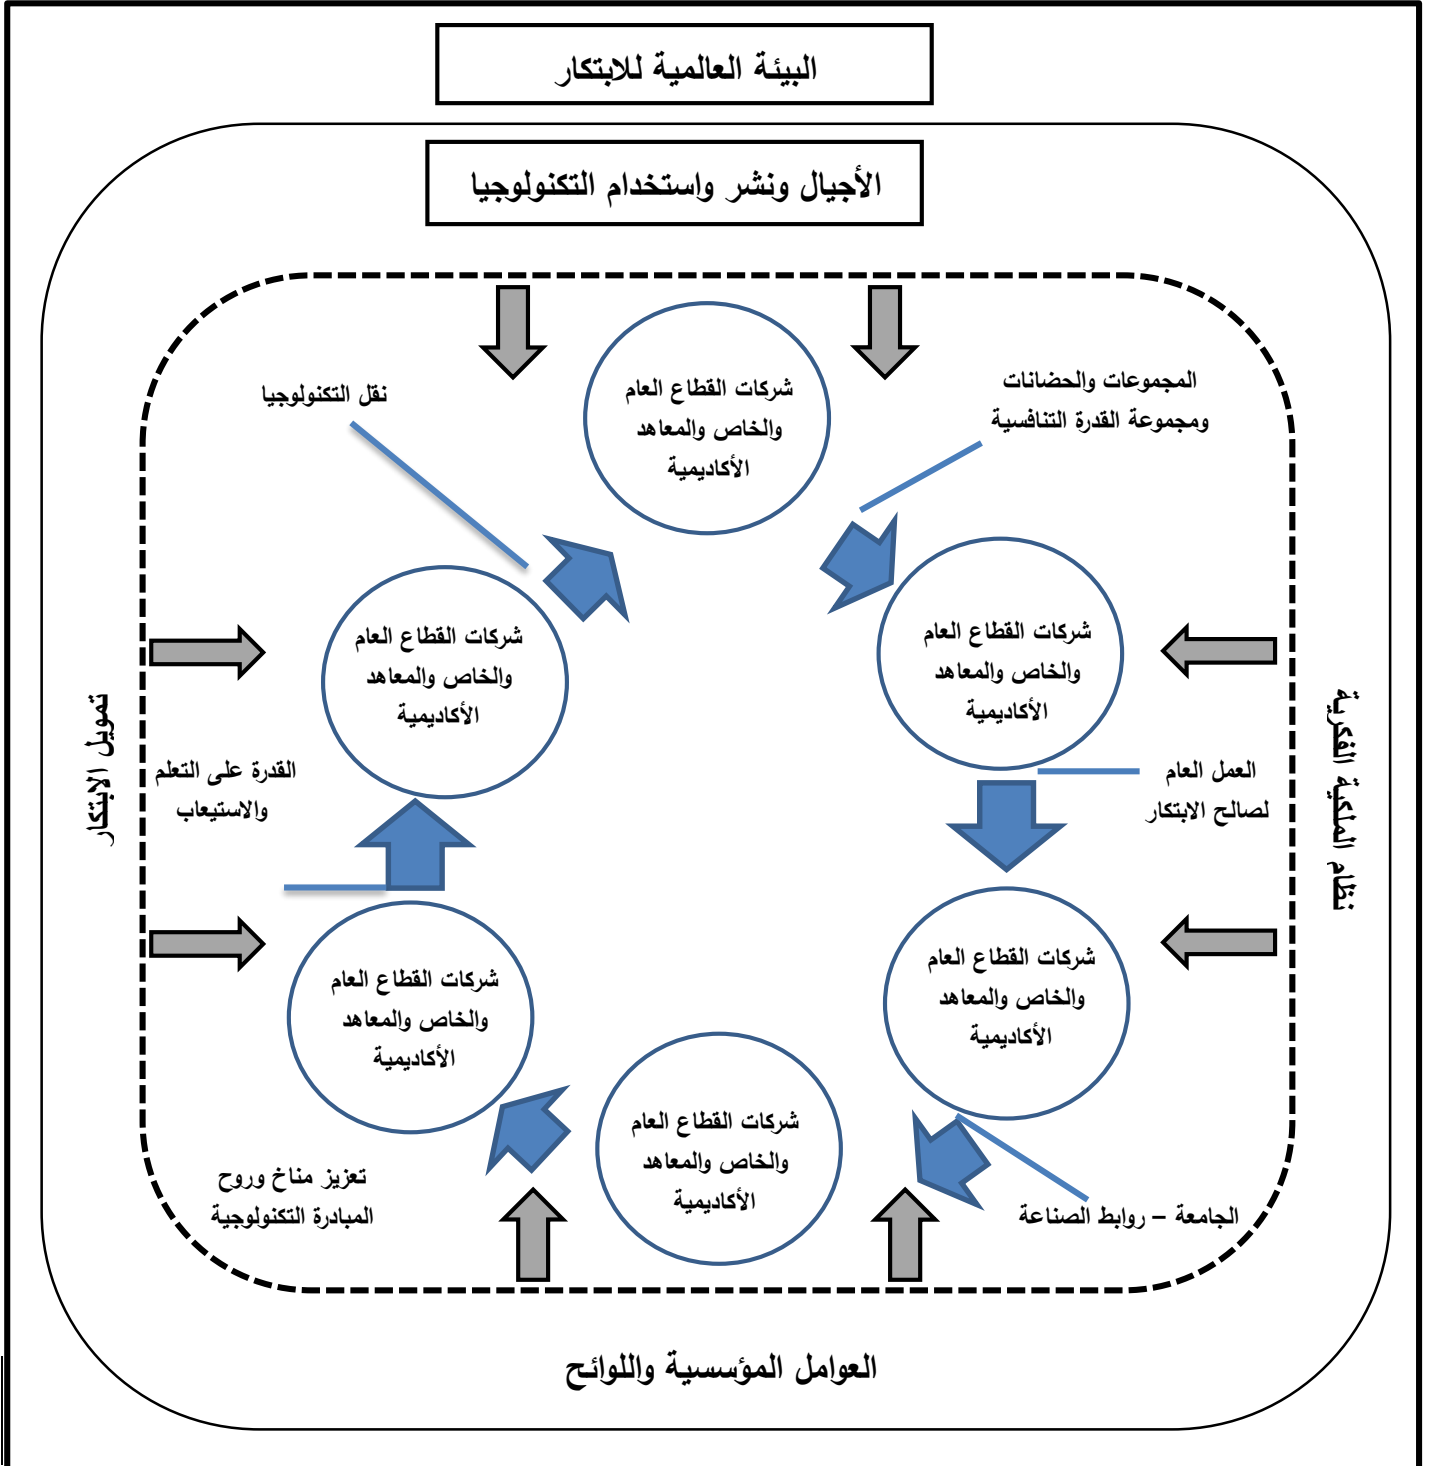 البيئة العالمية للابتكار
الأجيال ونشر واستخدام التكنولوجيا
المجموعات والحضانات
ومجموعة القدرة التنافسية
شركات القطاع العام
والخاص والمعاهد
الأكاديمية
نقل التكنولوجيا
شركات القطاع العام
والخاص والمعاهد
الأكاديمية
شركات القطاع العام
والخاص والمعاهد
الأكاديمية
نظام الملكية الفكرية
العمل العام
لصالح الابتكار
القدرة على التعلم
والاستيعاب
تمويل الابتكار
شركات القطاع العام
والخاص والمعاهد
الأكاديمية
شركات القطاع العام
والخاص والمعاهد
الأكاديمية
شركات القطاع العام
والخاص والمعاهد
الأكاديمية
الجامعة – روابط الصناعة
تعزيز مناخ وروح
المبادرة التكنولوجية
العوامل المؤسسية واللوائح